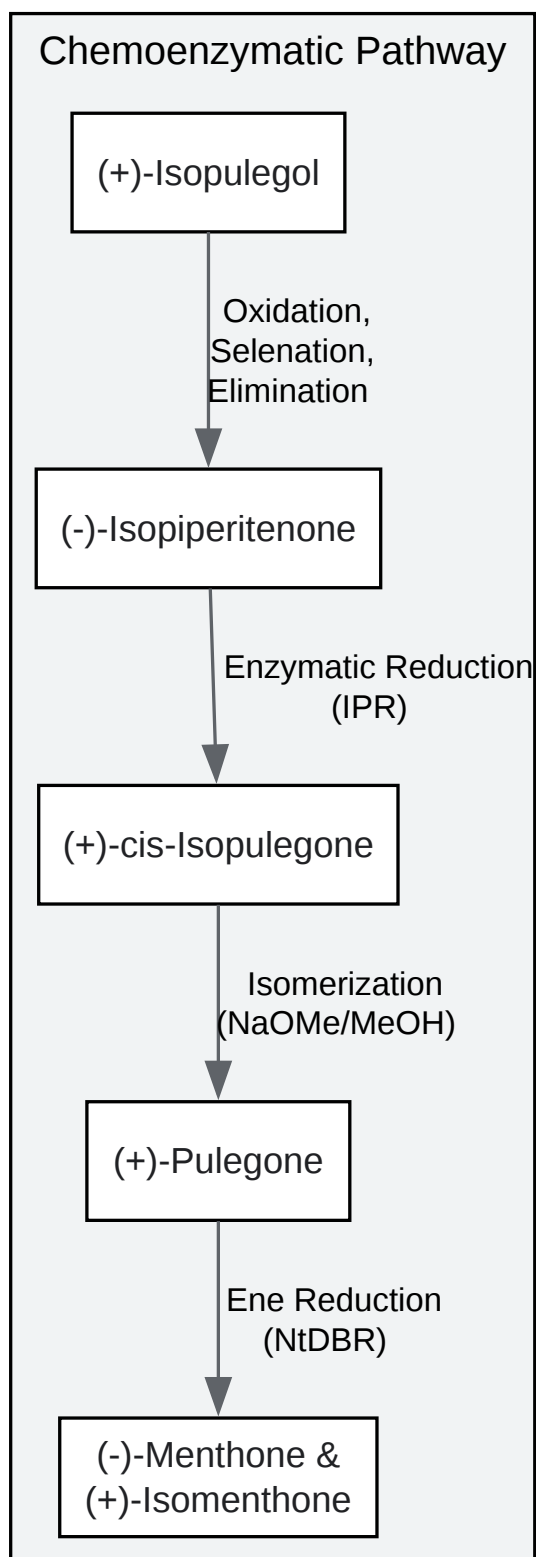 Chemoenzymatic Pathway
(+)-Isopulegol
Oxidation,
Selenation,
Elimination
(-)-Isopiperitenone
Enzymatic Reduction
(IPR)
(+)-cis-Isopulegone
Isomerization
(NaOMe/MeOH)
(+)-Pulegone
Ene Reduction
(NtDBR)
(-)-Menthone &
(+)-Isomenthone